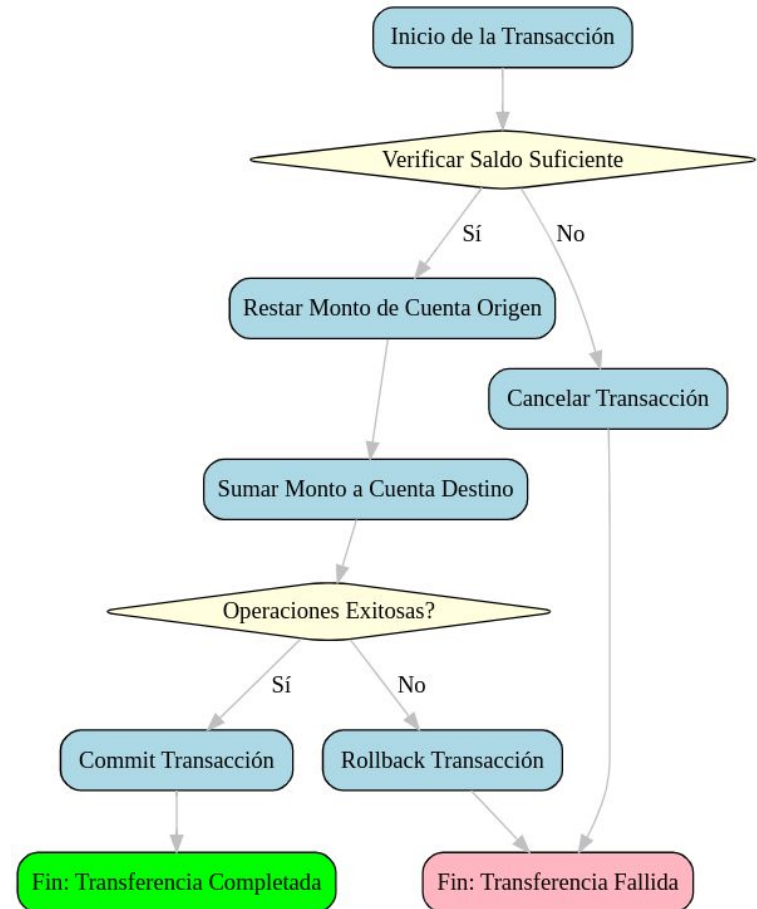 Inicio de la Transacción
Verificar Saldo Suficiente
Sí
No
Restar Monto de Cuenta Origen
Cancelar Transacción
Sumar Monto a Cuenta Destino
Operaciones Exitosas?
Sí
No
Commit Transacción
Rollback Transacción
Fin: Transferencia Completada
Fin: Transferencia Fallida